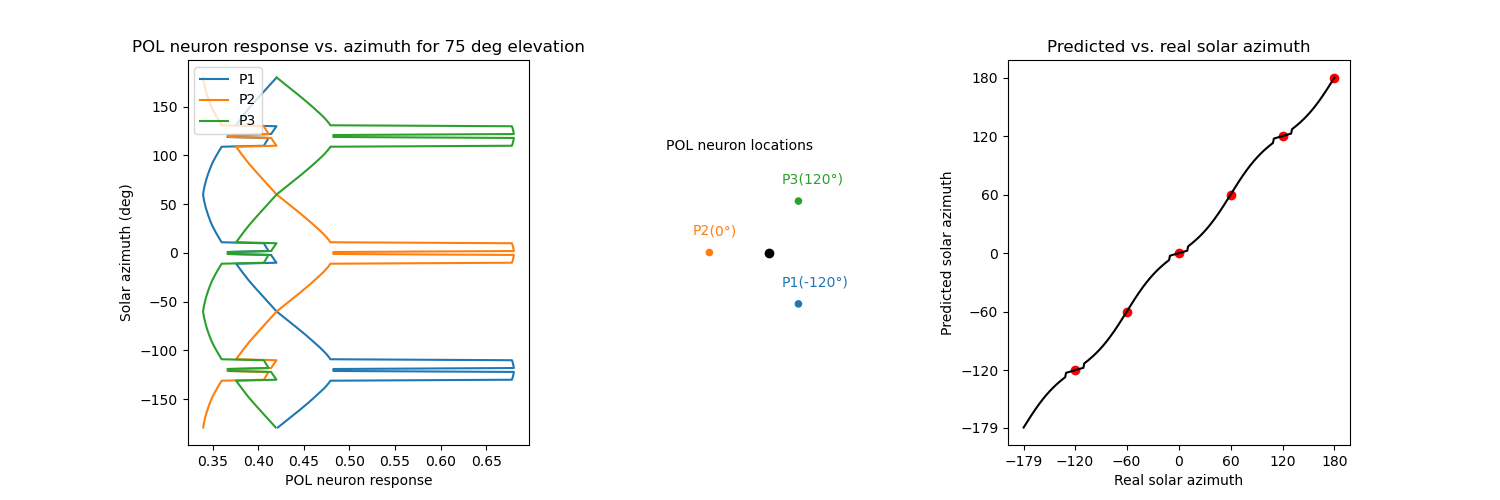 POL neuron response vs. azimuth for 75 deg elevation
P1
P2
P3
150
100
50
0
−50
−100
−150
Solar azimuth (deg)
0.35 0.40 0.45 0.50 0.55 0.60 0.65
POL neuron response
POL neuron locations
P3(120°)
P2(0°)
P1(-120°)
Predicted vs. real solar azimuth
180
120
60
0
−60
−120
−179
Predicted solar azimuth
−179 −120 −60 0 60 120 180
Real solar azimuth